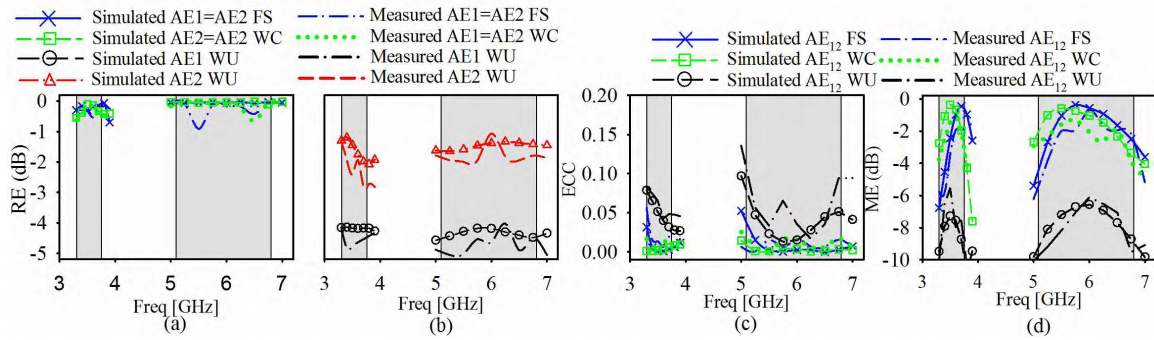 Simulated AE1=AE2 FS
Simulated AE2=AE2 WC
Simulated AE1 WU
Simulated AE2 WU
Measured AE1=AE2 FS
Measured AE1=AE2 WC
Measured AE1 WU
Measured AE2 WU
Simulated AE12 FS
Simulated AE12 WC
Simulated AE12 WU
Measured AE12 FS
Measured AE12 WC
Measured AE12 WU
RE (dB)
0
-1
-2
-3
-4
-5
3 4 5 6 7
Freq [GHz]
(a)
3 4 5 6 7
Freq [GHz]
(b)
ECC
0.20
0.15
0.10
0.05
0.00
3 4 5 6 7
Freq [GHz]
(c)
ME (dB)
0
-2
-4
-6
-8
-10
3 4 5 6 7
Freq [GHz]
(d)